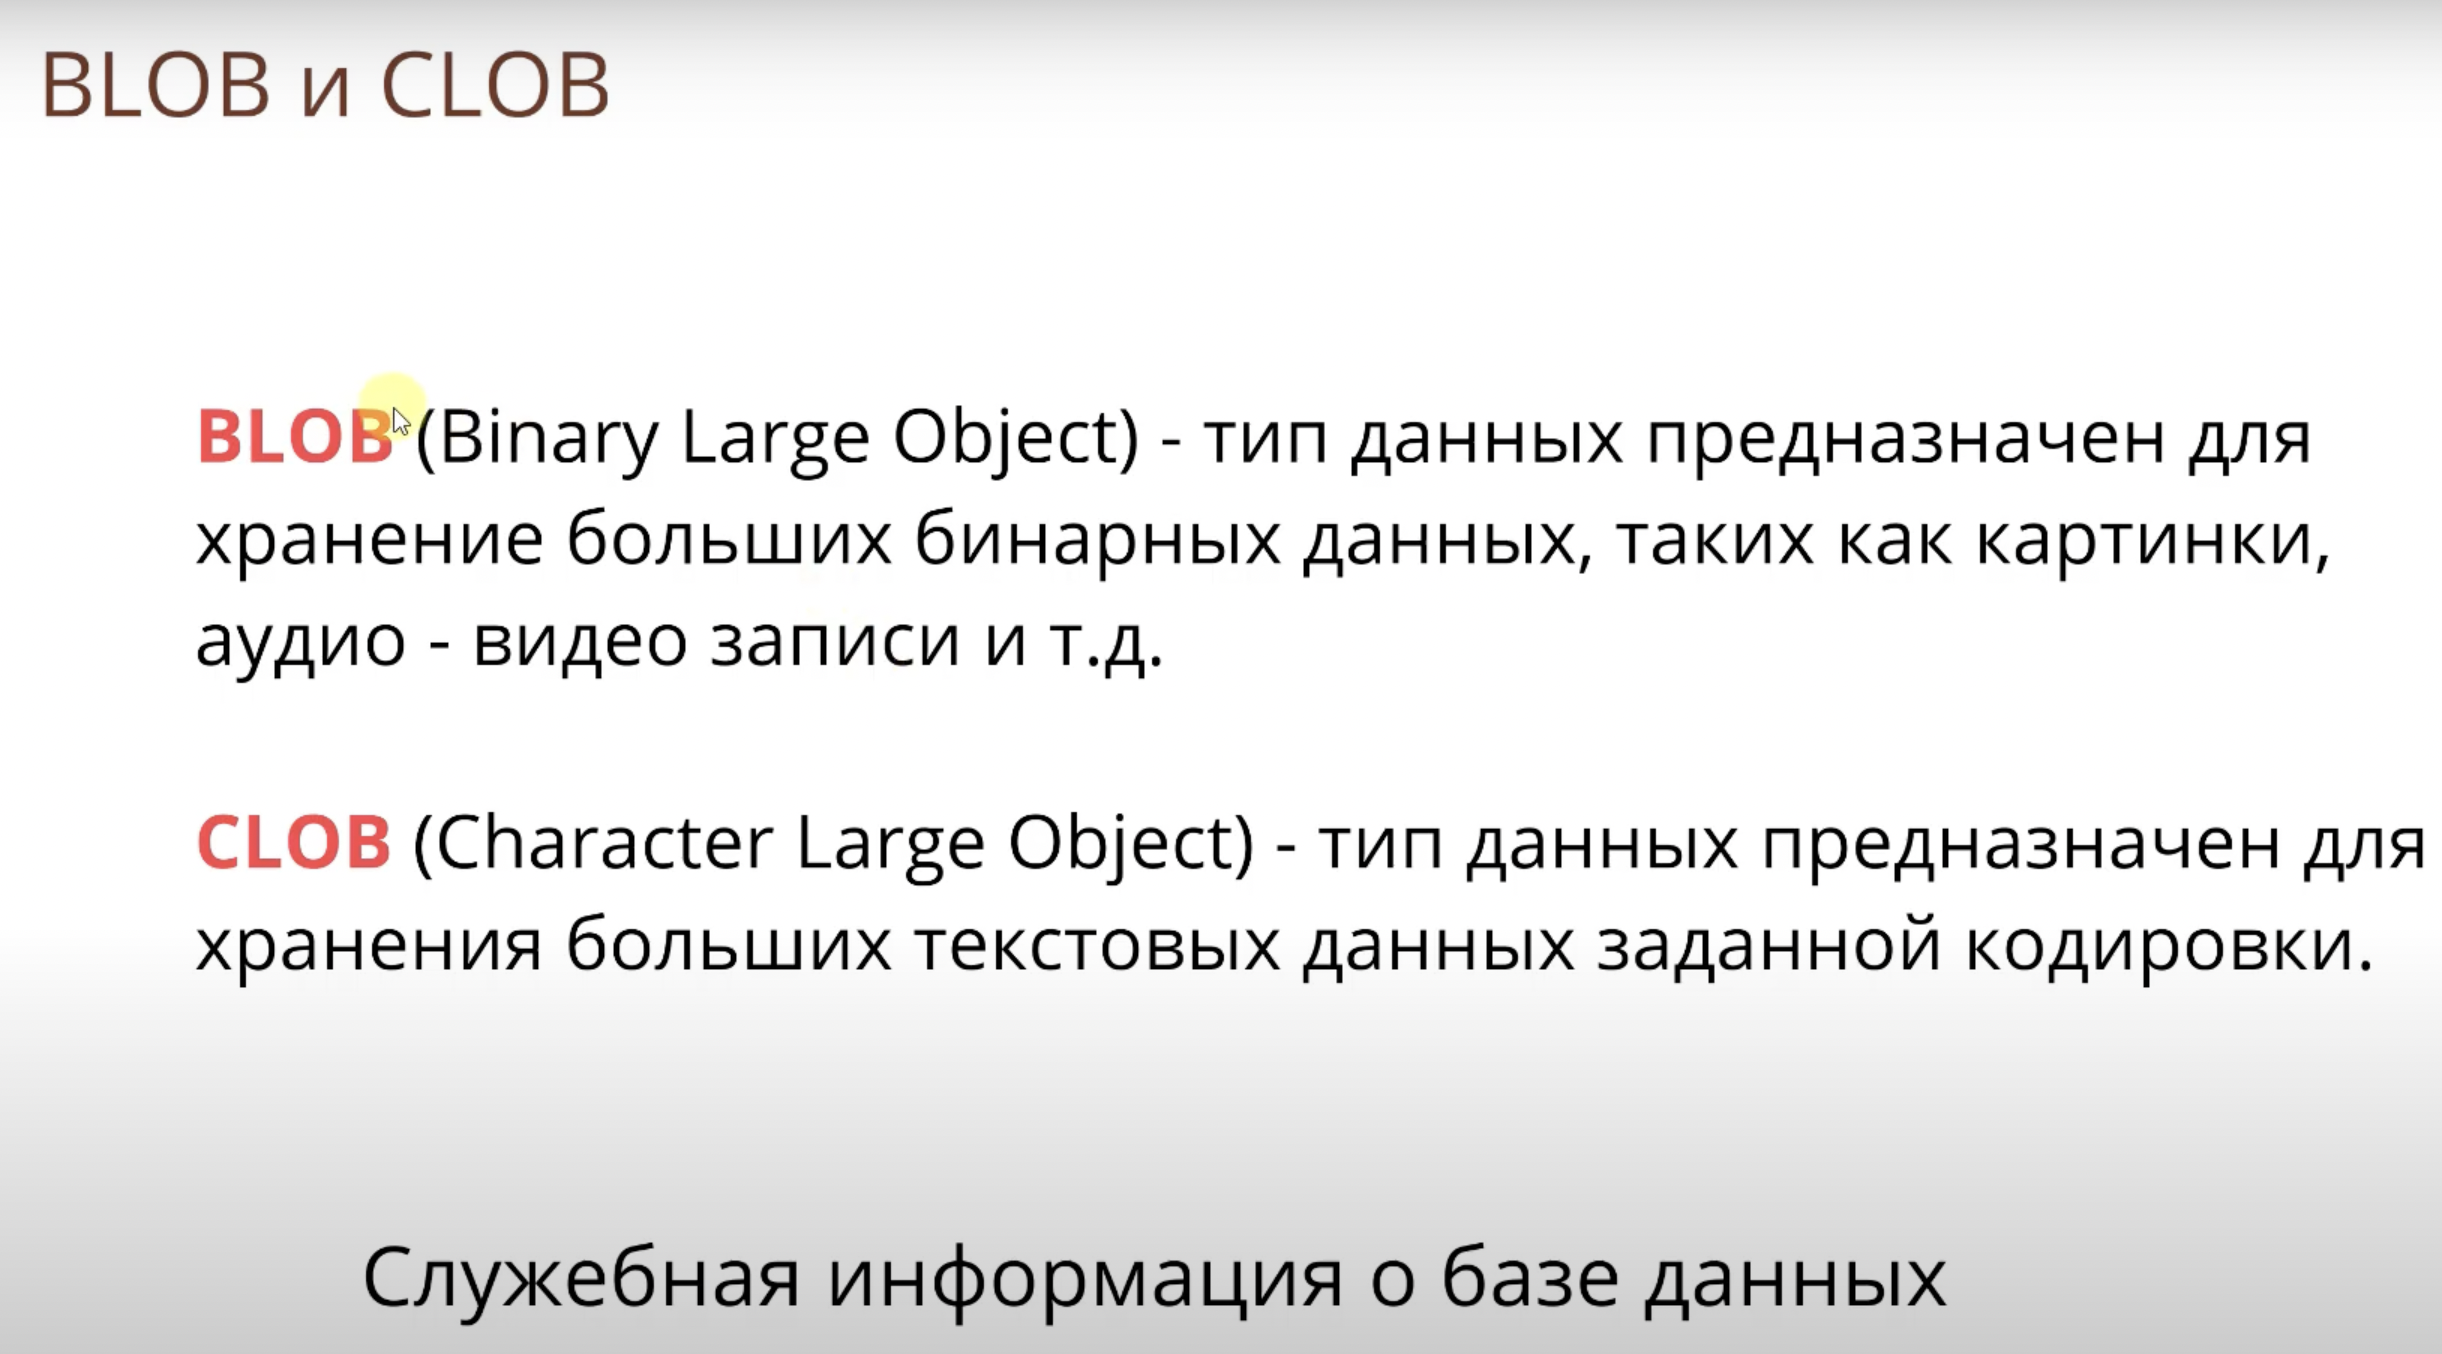 BLOB и CLOB
BLOB (Binary Large Object) - тип данных предназначен для
хранение больших бинарных данных, таких как картинки,
аудио - видео записи и т.д.
CLOB (Character Large Object) - тип данных предназначен для
хранения больших текстовых данных заданной кодировки.
Служебная информация о базе данных